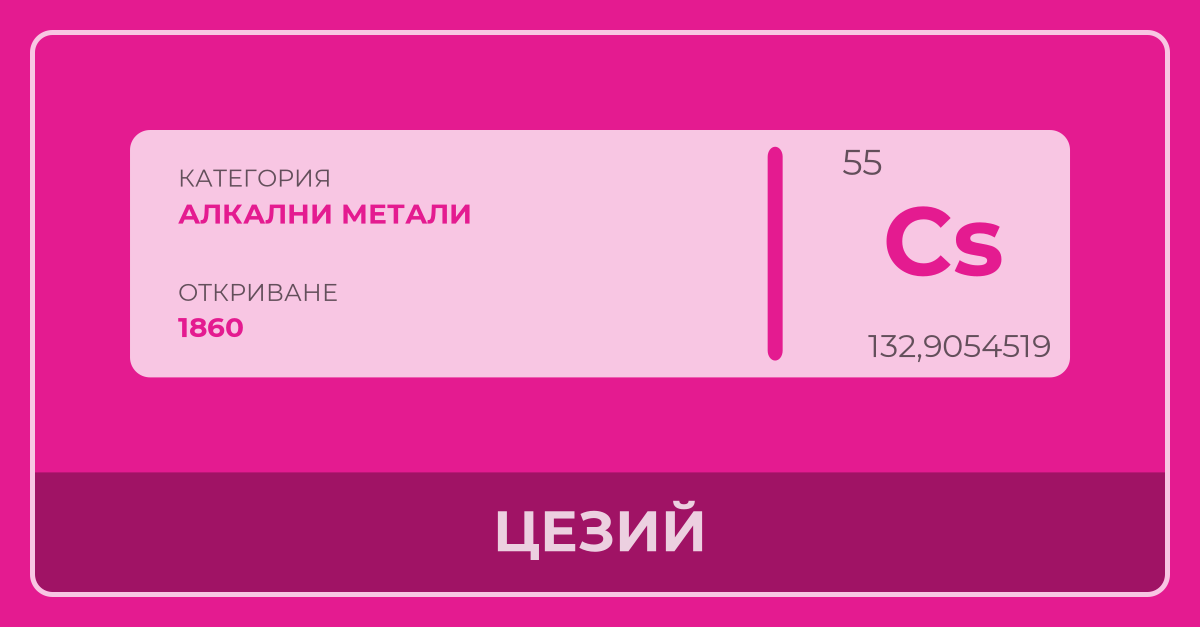 КАТЕГОРИЯ
АЛКАЛНИ МЕТАЛИ
ОТКРИВАНЕ
1860
55
Cs
132,9054519
ЦЕЗИЙ